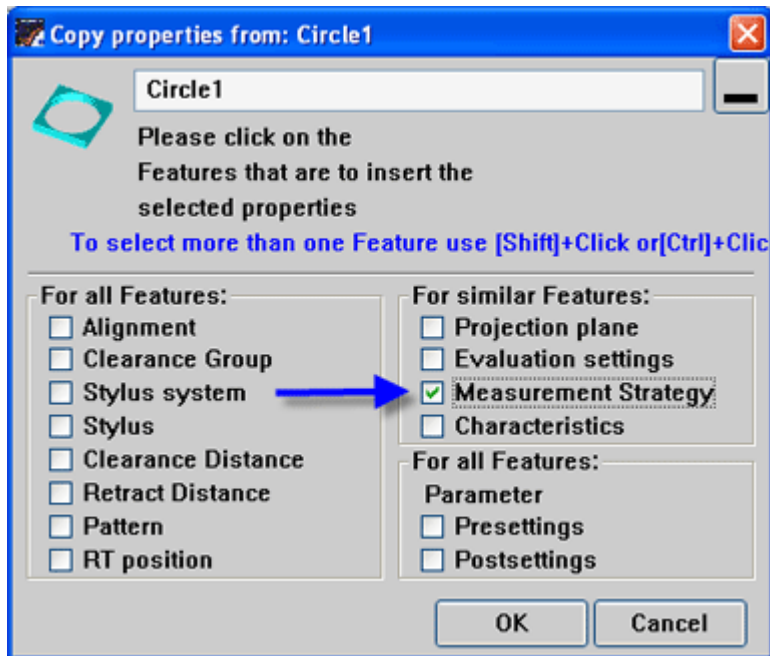 Copy properties from: Circle1
Circle1
Please click on the
Features that are to insert the
selected properties
To select more than one Feature use [Shift]+Click or[Ctrl]+Clic
For all Features:
Alignment
Clearance Group
Stylus system
Stylus
Clearance Distance
Retract Distance
Pattern
RT position
For similar Features:
Projection plane
Evaluation settings
Measurement Strategy
Characteristics
For all Features:
Parameter
Presettings
Postsettings
OK
Cancel